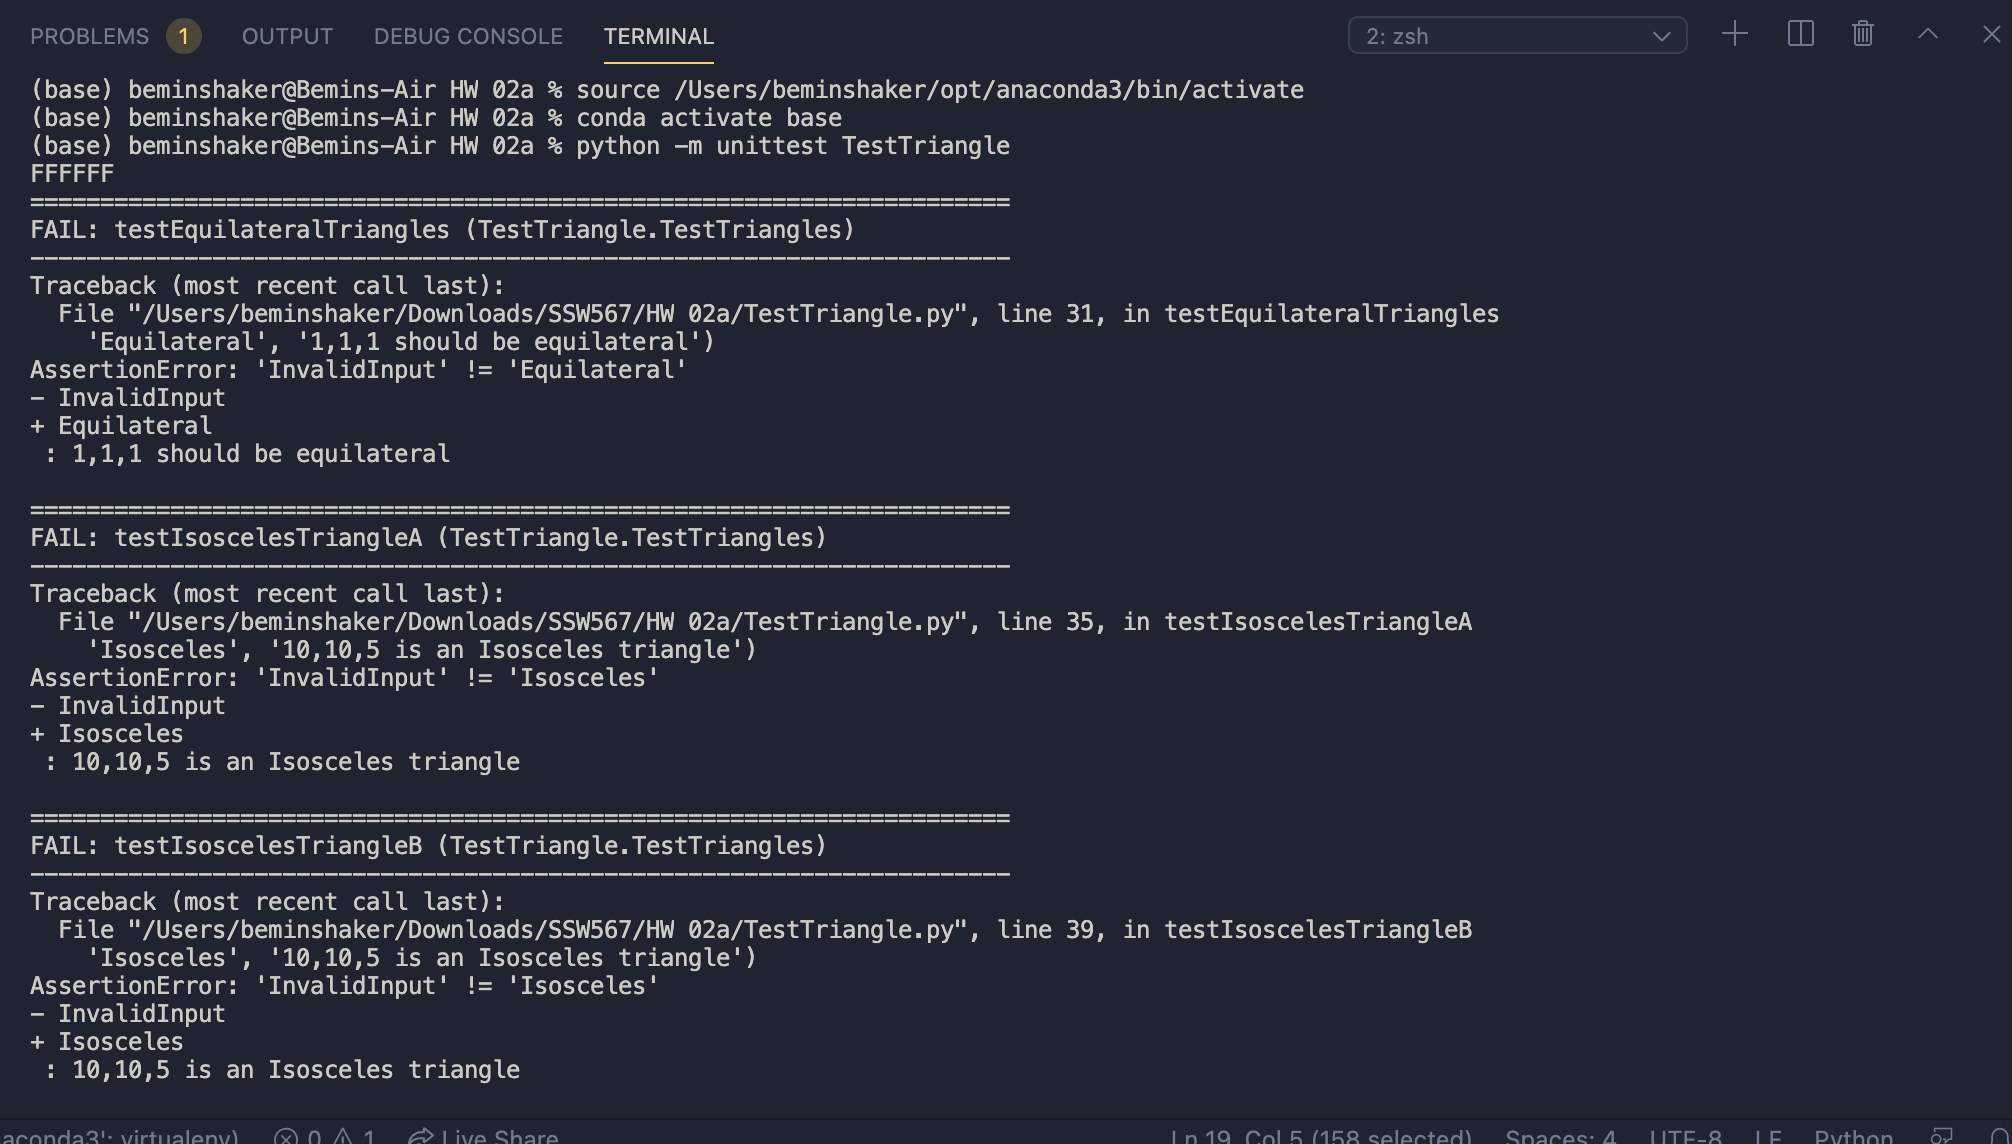 PROBLEMS 1 OUTPUT DEBUG CONSOLE TERMINAL 2: zsh
(base) beminshaker@Bemins-Air HW 02a % source /Users/beminshaker/opt/anaconda3/bin/activate
(base) beminshaker@Bemins-Air HW 02a % conda activate base
(base) beminshaker@Bemins-Air HW 02a % python -m unittest TestTriangle
FFFFFF
======================================================================
FAIL: testEquilateralTriangles (TestTriangle.TestTriangles)
----------------------------------------------------------------------
Traceback (most recent call last):
  File "/Users/beminshaker/Downloads/SSW567/HW 02a/TestTriangle.py", line 31, in testEquilateralTriangles
    'Equilateral', '1,1,1 should be equilateral')
AssertionError: 'InvalidInput' != 'Equilateral'
- InvalidInput
+ Equilateral
 : 1,1,1 should be equilateral
======================================================================
FAIL: testIsoscelesTriangleA (TestTriangle.TestTriangles)
----------------------------------------------------------------------
Traceback (most recent call last):
  File "/Users/beminshaker/Downloads/SSW567/HW 02a/TestTriangle.py", line 35, in testIsoscelesTriangleA
    'Isosceles', '10,10,5 is an Isosceles triangle')
AssertionError: 'InvalidInput' != 'Isosceles'
- InvalidInput
+ Isosceles
 : 10,10,5 is an Isosceles triangle
======================================================================
FAIL: testIsoscelesTriangleB (TestTriangle.TestTriangles)
----------------------------------------------------------------------
Traceback (most recent call last):
  File "/Users/beminshaker/Downloads/SSW567/HW 02a/TestTriangle.py", line 39, in testIsoscelesTriangleB
    'Isosceles', '10,10,5 is an Isosceles triangle')
AssertionError: 'InvalidInput' != 'Isosceles'
- InvalidInput
+ Isosceles
 : 10,10,5 is an Isosceles triangle
aconda3': virtualenv) 0 1 Live Share Ln 19, Col 5 (158 selected) Spaces: 4 UTF-8 LF Python